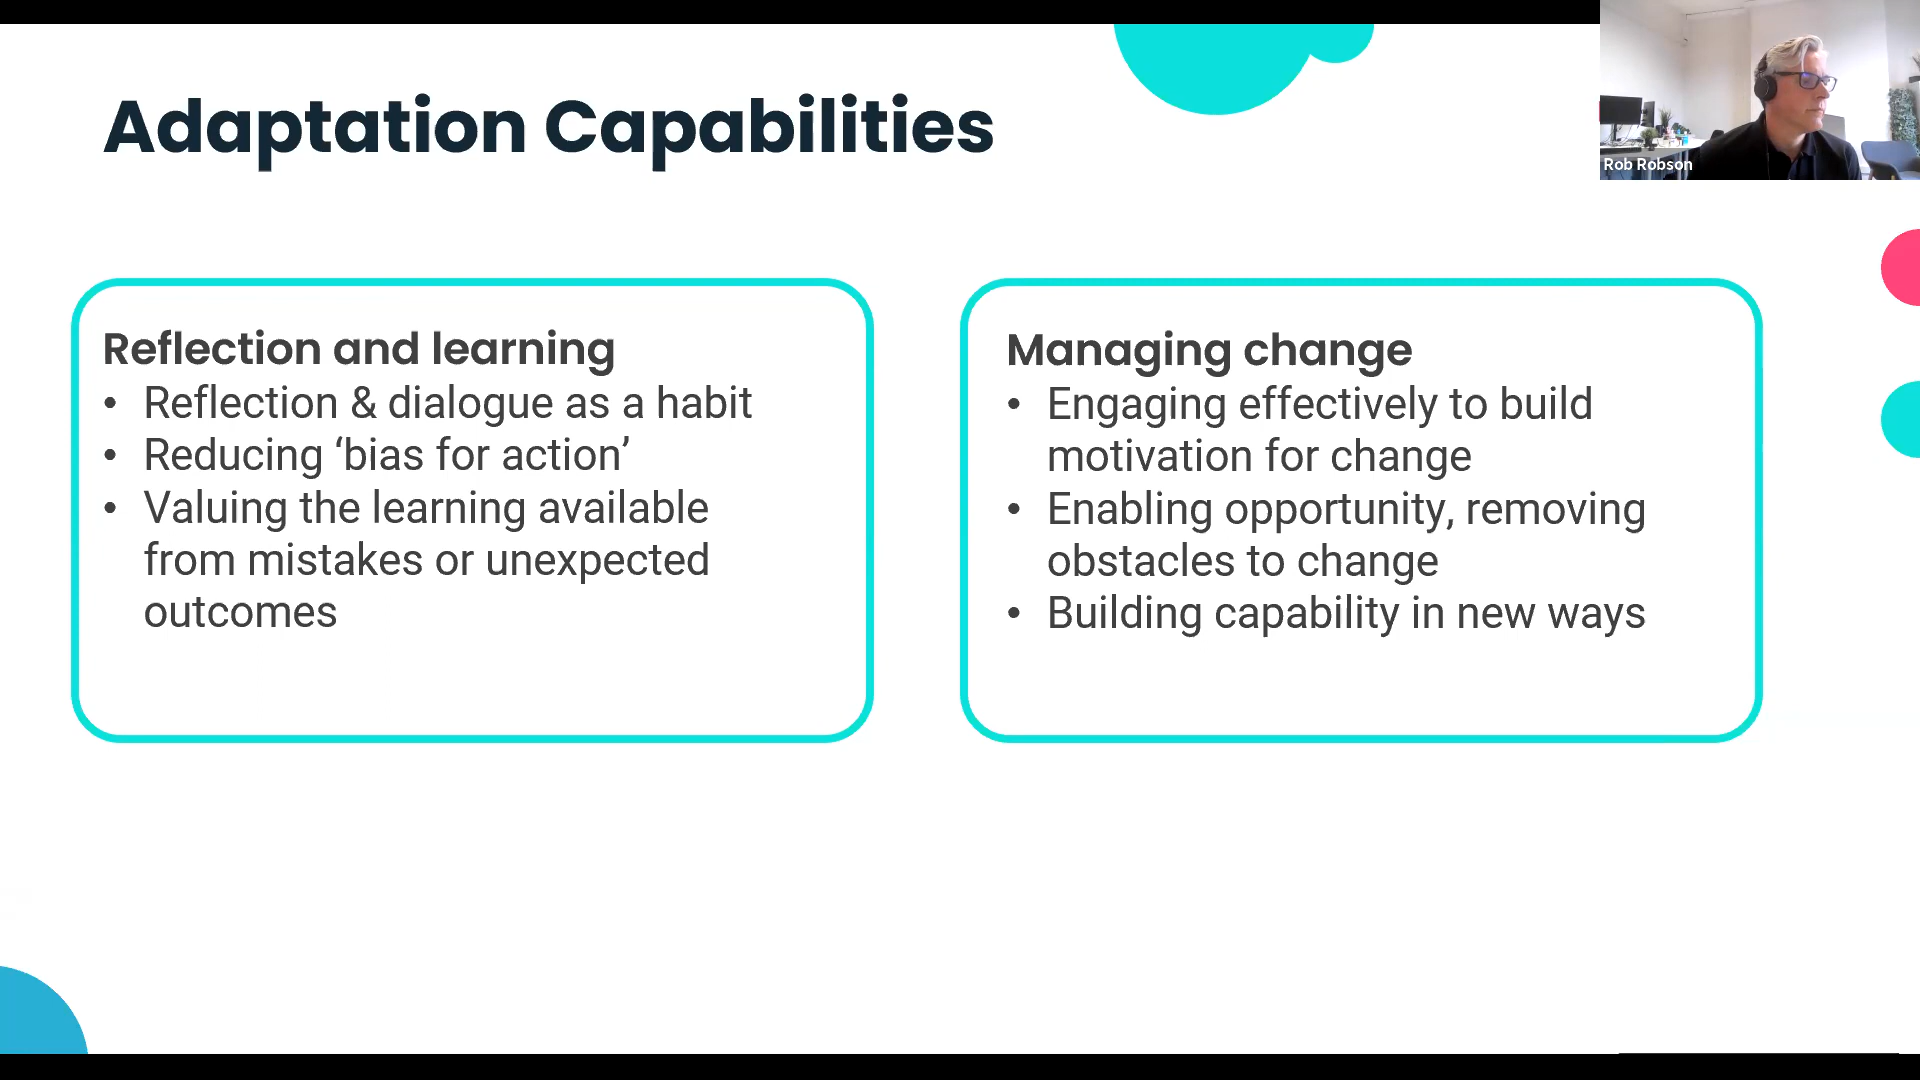 Adaptation Capabilities
Rob Robson
Reflection and learning
• Reflection & dialogue as a habit
• Reducing ‘bias for action’
• Valuing the learning available
from mistakes or unexpected
outcomes
Managing change
• Engaging effectively to build
motivation for change
• Enabling opportunity, removing
obstacles to change
• Building capability in new ways